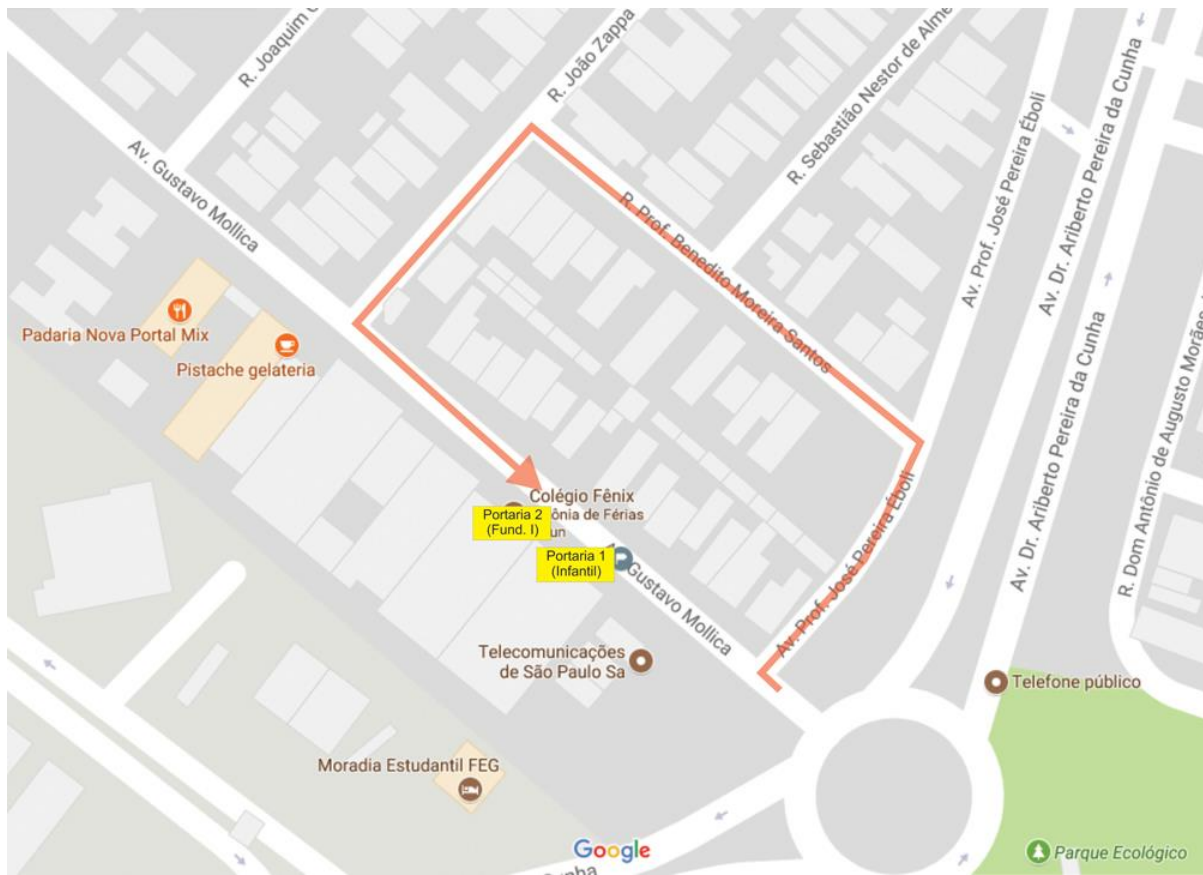 R. Joaquim
R. João Zappa
R. Sebastião Nestor de Alme
Av. Prof. José Pereira Éboli
Av. Dr. Ariberto Pereira da Cunha
Av. Gustavo Mollica
R. Prof. Benedito Moreira Santos
Padaria Nova Portal Mix
Pistache gelateria
Av. Dr. Ariberto Pereira da Cunha
R. Dom Antônio de Augusto Morães
Colégio Fênix
ônia de Férias
un
Portaria 2
(Fund. I)
Portaria 1
(Infantil)
Gustavo Mollica
Av. Prof. José Pereira Éboli
Telecomunicações
de São Paulo Sa
Telefone público
Moradia Estudantil FEG
Google
unha
Parque Ecológico